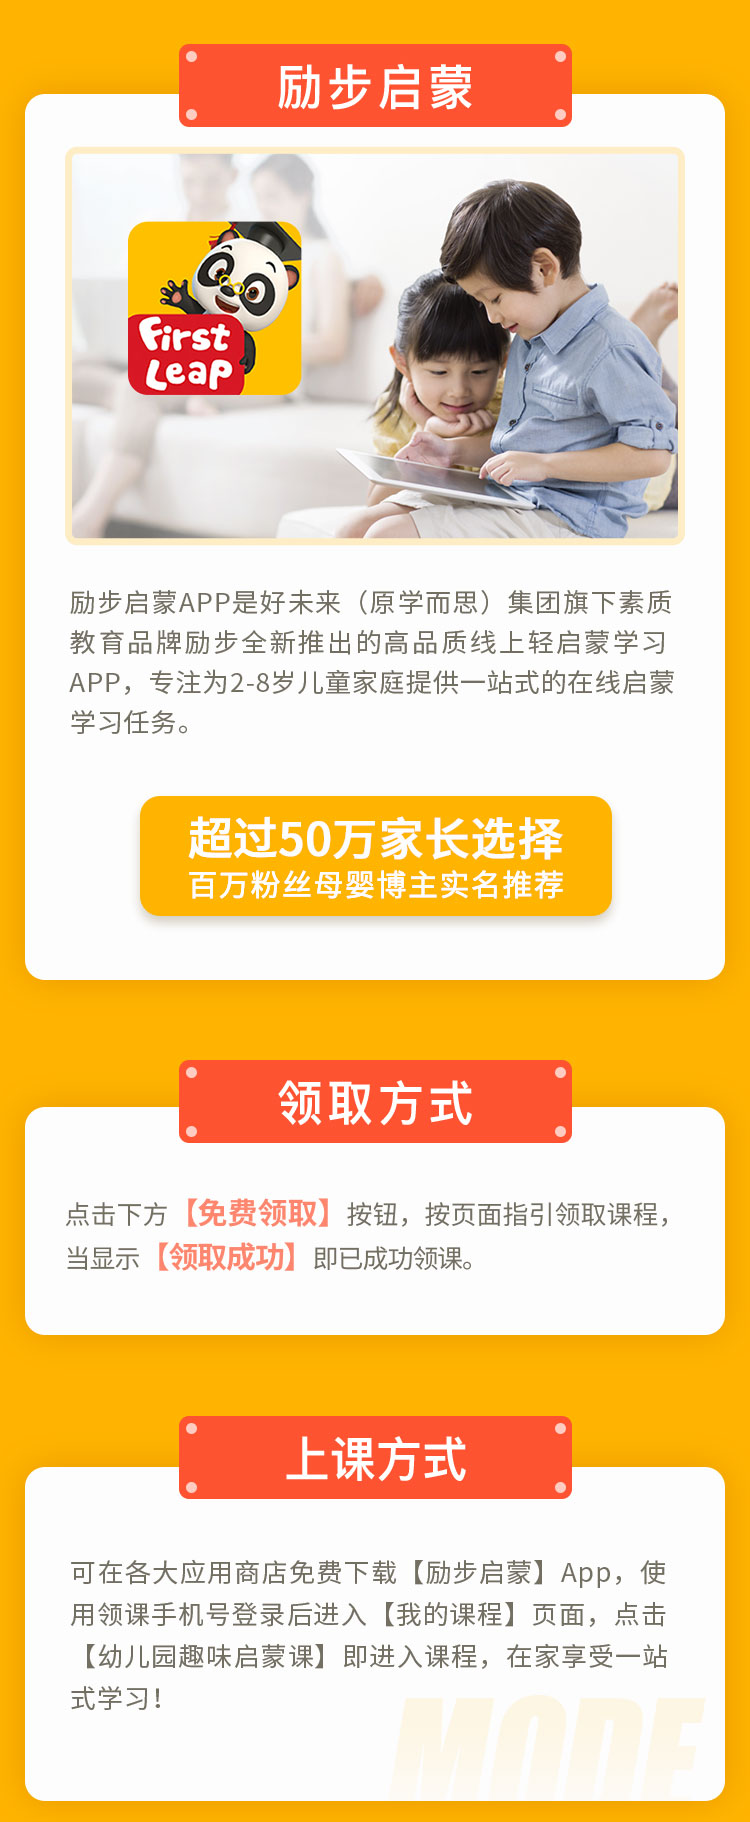 励步启蒙
First
Leap
励步启蒙APP是好未来（原学而思）集团旗下素质
教育品牌励步全新推出的高品质线上轻启蒙学习
APP，专注为2-8岁儿童家庭提供一站式的在线启蒙
学习任务。
超过50万家长选择
百万粉丝母婴博主实名推荐
领取方式
点击下方【免费领取】按钮，按页面指引领取课程，
当显示【领取成功】即已成功领课。
上课方式
可在各大应用商店免费下载【励步启蒙】App，使
用领课手机号登录后进入【我的课程】页面，点击
【幼儿园趣味启蒙课】即进入课程，在家享受一站
式学习！
MODE